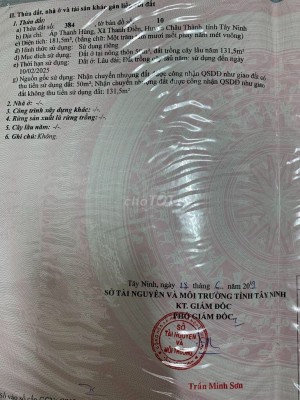 II. Thửa đất, nhà ở và tài sản khác gắn liền với đất
1. Thửa đất:
a) Thửa đất số: 384 tờ bản đồ số: 10
b) Địa chỉ: Ấp Thanh Hùng, Xã Thanh Điền, Huyện Châu Thành, tỉnh Tây Ninh
c) Diện tích: 181,5m², (bằng chữ: Một trăm tám mươi mốt phẩy năm mét vuông)
d) Hình thức sử dụng: Sử dụng riêng
đ) Mục đích sử dụng: Đất ở tại nông thôn 50m²; đất trồng cây lâu năm 131,5m²
e) Thời hạn sử dụng: Đất ở: Lâu dài; Đất trồng cây lâu năm: sử dụng đến ngày
10/02/2025
g) Nguồn gốc sử dụng: Nhận chuyển nhượng đất được công nhận QSDĐ như giao đất có
thu tiền sử dụng đất: 50m²; Nhận chuyển nhượng đất được công nhận QSDĐ như giao
đất không thu tiền sử dụng đất: 131,5m²
2. Nhà ở: -/-.
3. Công trình xây dựng khác: -/-.
4. Rừng sản xuất là rừng trồng: -/-.
5. Cây lâu năm: -/-.
6. Ghi chú: Không.
chợTỐT
Tây Ninh, ngày tháng năm
SỞ TÀI NGUYÊN VÀ MÔI TRƯỜNG TỈNH TÂY NINH
KT. GIÁM ĐỐC
PHÓ GIÁM ĐỐC
SỞ
TÀI NGUYÊN
VÀ
MÔI TRƯỜNG
Trần Minh Sơn